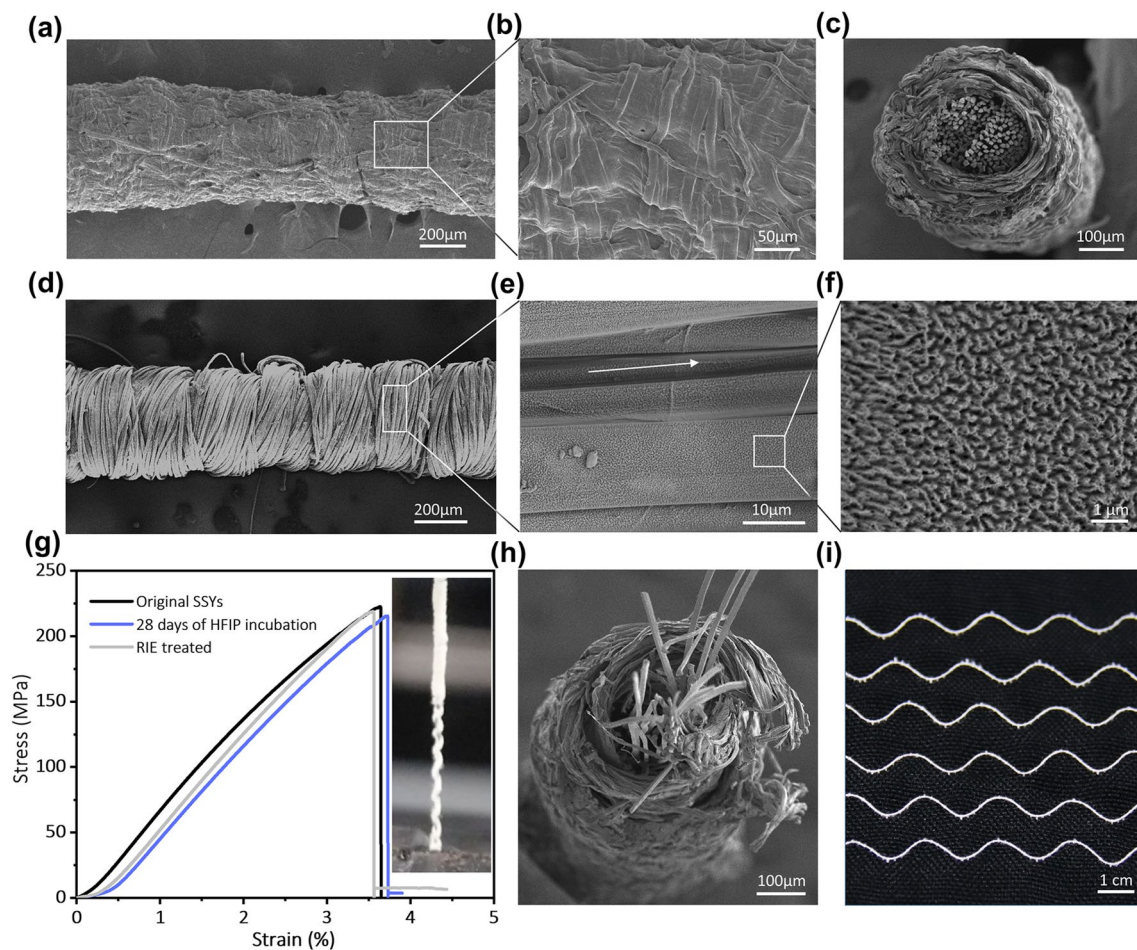 (a)
(b)
(c)
200μm
50μm
100μm
(d)
(e)
(f)
200μm
10μm
1 μm
(g)
(h)
(i)
250
200
150
100
50
0
Stress (MPa)
Original SSYs
28 days of HFIP incubation
RIE treated
0 1 2 3 4 5
Strain (%)
100μm
1 cm